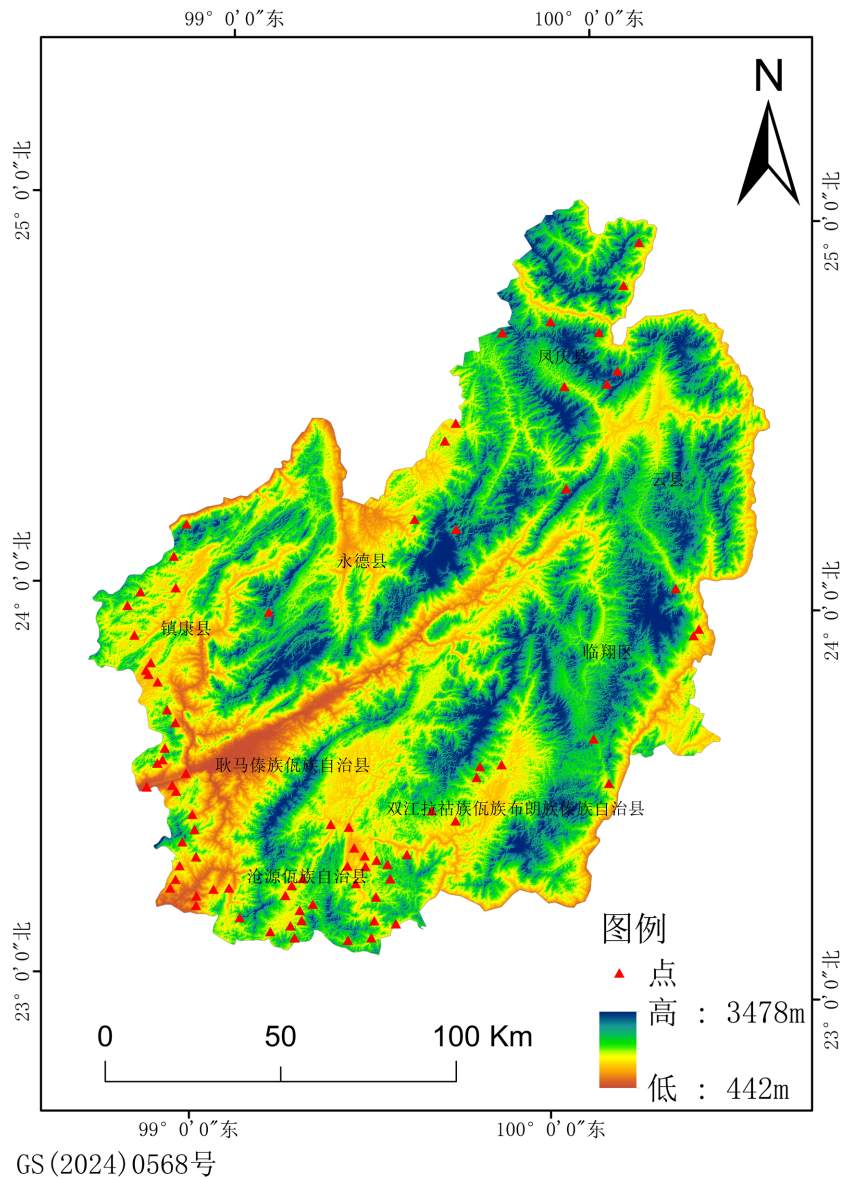 99° 0′0″东
100° 0′0″东
N
25° 0′0″北
25° 0′0″北
凤庆县
云县
永德县
24° 0′0″北
24° 0′0″北
镇康县
临翔区
耿马傣族佤族自治县
双江拉祜族佤族布朗族傣族自治县
沧源佤族自治县
图例
点
高 : 3478m
低 : 442m
23° 0′0″北
23° 0′0″北
0 50 100 Km
99° 0′0″东
100° 0′0″东
GS(2024)0568号